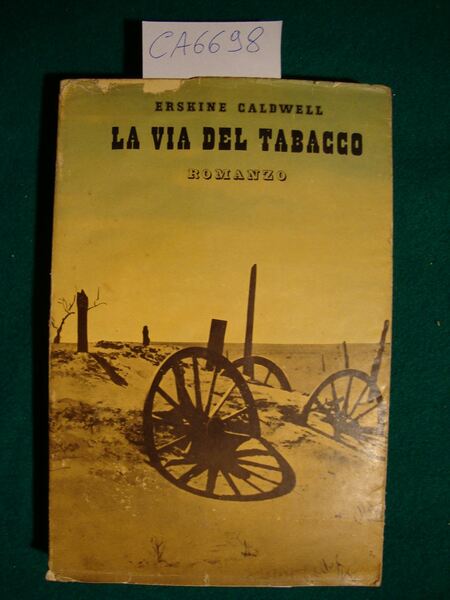 CA6698
ERSKINE CALDWELL
LA VIA DEL TABACCO
ROMANZO